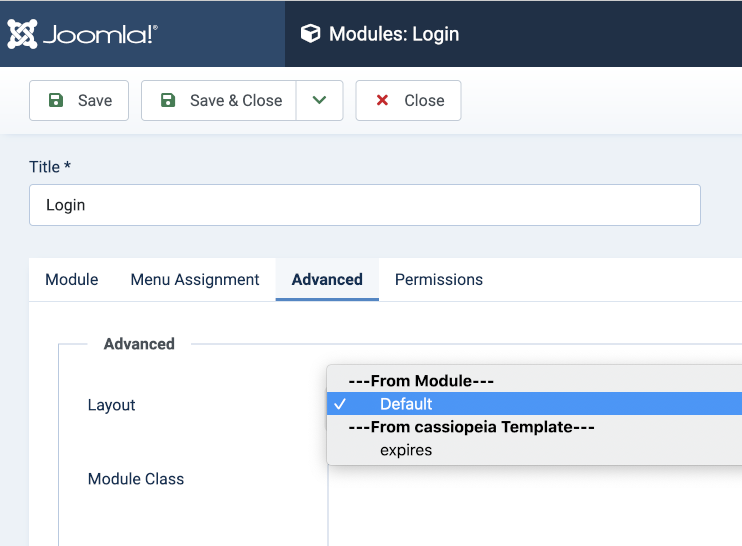 Joomla!®
Modules: Login
Save
Save & Close
Close
Title *
Login
Module
Menu Assignment
Advanced
Permissions
Advanced
Layout
---From Module---
✓ Default
---From cassiopeia Template---
expires
Module Class